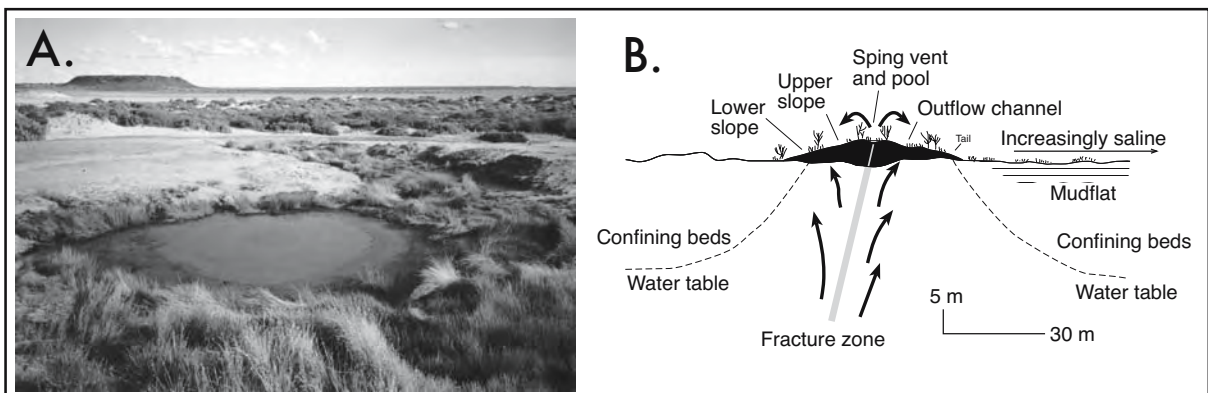 A.
B.
Sping vent
and pool
Upper
slope
Outflow channel
Lower
slope
Tail
Increasingly saline
Mudflat
Confining beds
Water table
Confining beds
Water table
5 m
30 m
Fracture zone